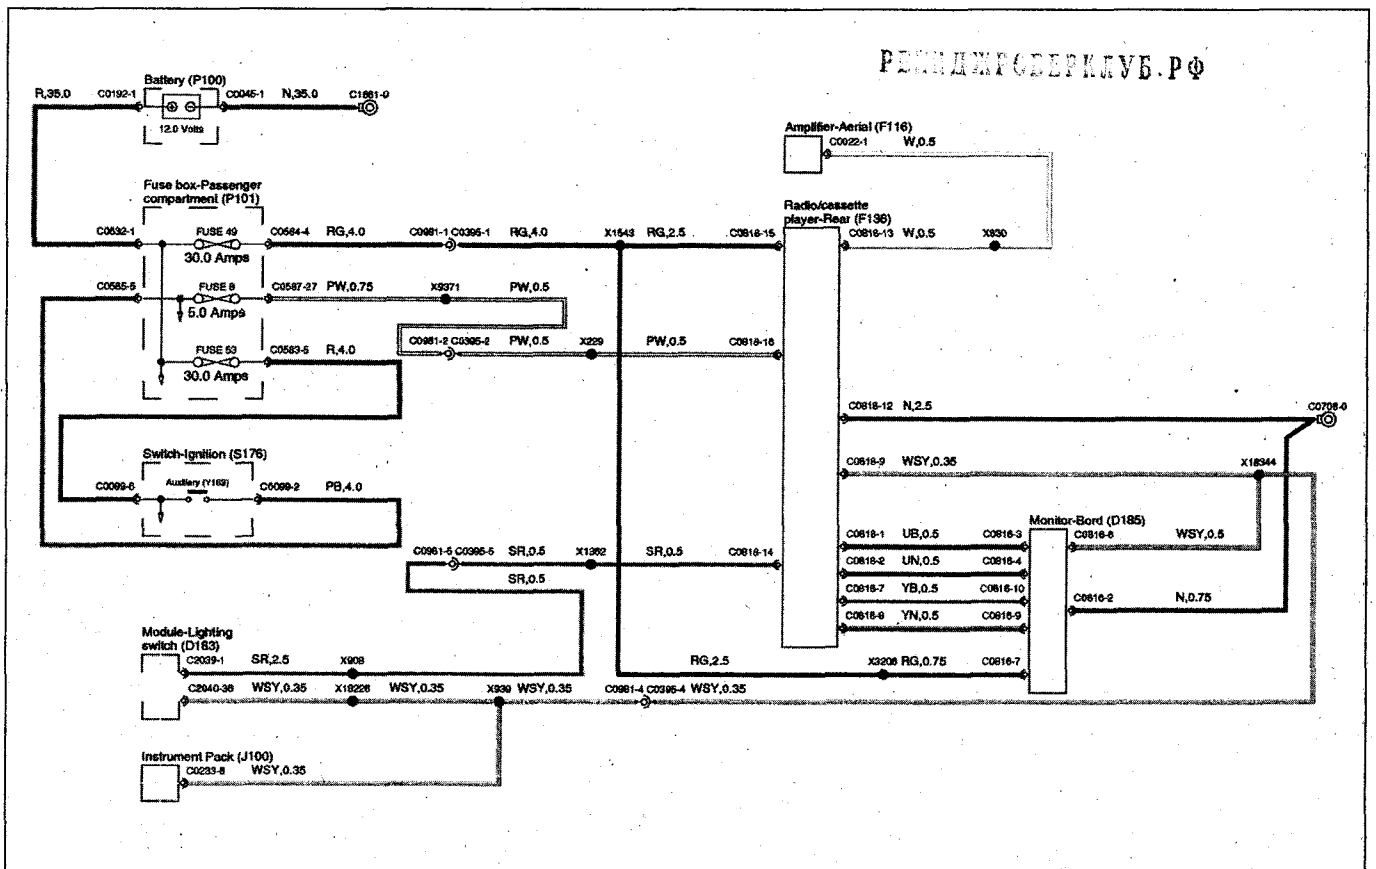 РЕЙНДЖРОВЕРКЛУБ.РФ
Battery (P100)
R,35.0 C0192-1 C0045-1 N,35.0 C1861-0
12.0 Volts
Amplifier-Aerial (F116)
C0022-1 W,0.5
Fuse box-Passenger
compartment (P101)
Radio/cassette
player-Rear (F136)
C0632-1 FUSE 49 C0584-4 RG,4.0 C0981-1 C0395-1 RG,4.0 X1543 RG,2.5 C0818-15 C0818-13 W,0.5 X830
30.0 Amps
C0585-5 FUSE 8 C0587-27 PW,0.75 X9371 PW,0.5
5.0 Amps
C0981-2 C0395-2 PW,0.5 X229 PW,0.5 C0818-16
FUSE 53 C0583-5 R,4.0
30.0 Amps
C0818-12 N,2.5 C0706-0
Switch-Ignition (S176)
C0818-9 WSY,0.35 X18344
C0099-6 Auxiliary (Y163) C0099-2 PB,4.0
Monitor-Bord (D185)
C0818-1 UB,0.5 C0816-3 C0816-6 WSY,0.5
C0981-5 C0395-5 SR,0.5 X1362 SR,0.5 C0818-14
C0818-2 UN,0.5 C0816-4
SR,0.5
C0818-7 YB,0.5 C0816-10
C0816-2 N,0.75
C0818-8 YN,0.5 C0816-9
Module-Lighting
switch (D163)
C2039-1 SR,2.5 X908 RG,2.5 X3206 RG,0.75 C0816-7
C2040-36 WSY,0.35 X18226 WSY,0.35 X939 WSY,0.35 C0981-4 C0395-4 WSY,0.35
Instrument Pack (J100)
C0233-8 WSY,0.35